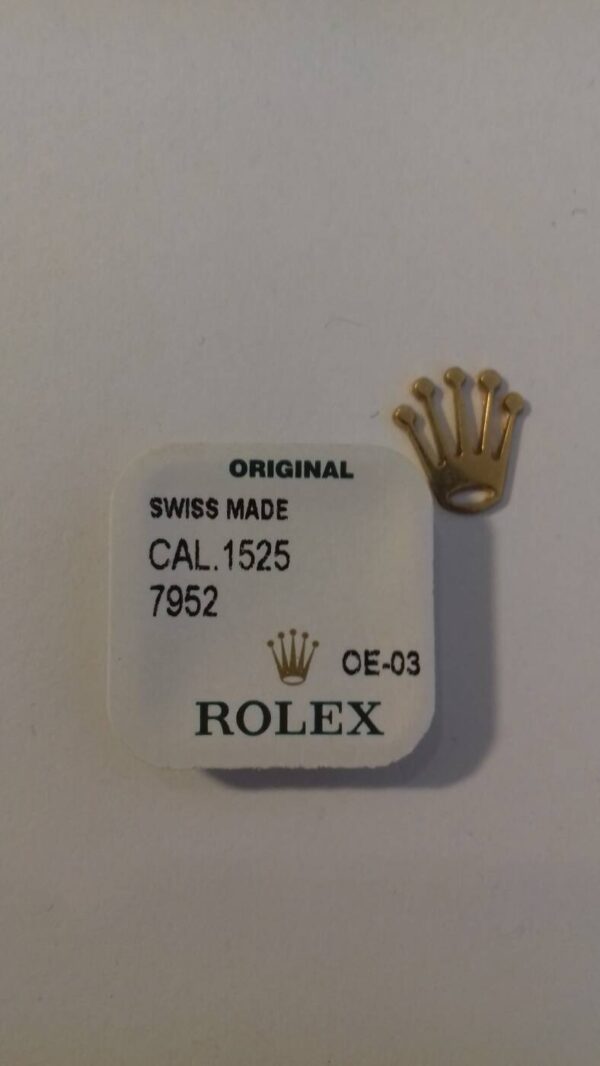 ORIGINAL
SWISS MADE
CAL.1525
7952
OE-03
ROLEX